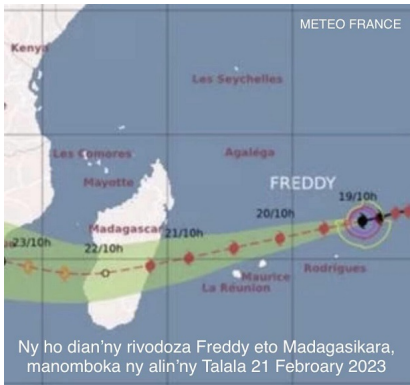 METEO FRANCE
Kenya
Les Seychelles
Les Comores
Agaléga
Mayotte
FREDDY
19/10h
Madagascar
20/10h
21/10h
23/10h
22/10h
Rodrigues
Maurice
La Réunion
Ny ho dian'ny rivodoza Freddy eto Madagasikara,
manomboka ny alin'ny Talala 21 Febroary 2023